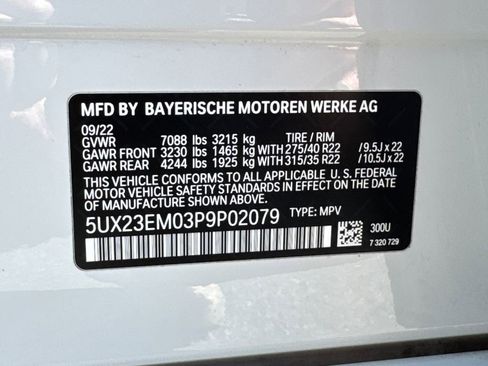 MFD BY BAYERISCHE MOTOREN WERKE AG
09/22
GVWR 7088 lbs 3215 kg TIRE / RIM
GAWR FRONT 3230 lbs 1465 kg WITH 275/40 R22 / 9.5J x 22
GAWR REAR 4244 lbs 1925 kg WITH 315/35 R22 / 10.5J x 22
THIS VEHICLE CONFORMS TO ALL APPLICABLE U. S. FEDERAL
MOTOR VEHICLE SAFETY STANDARDS IN EFFECT ON THE DATE
OF MANUFACTURE SHOWN ABOVE.
5UX23EM03P9P02079 TYPE: MPV
300U
7 320 729